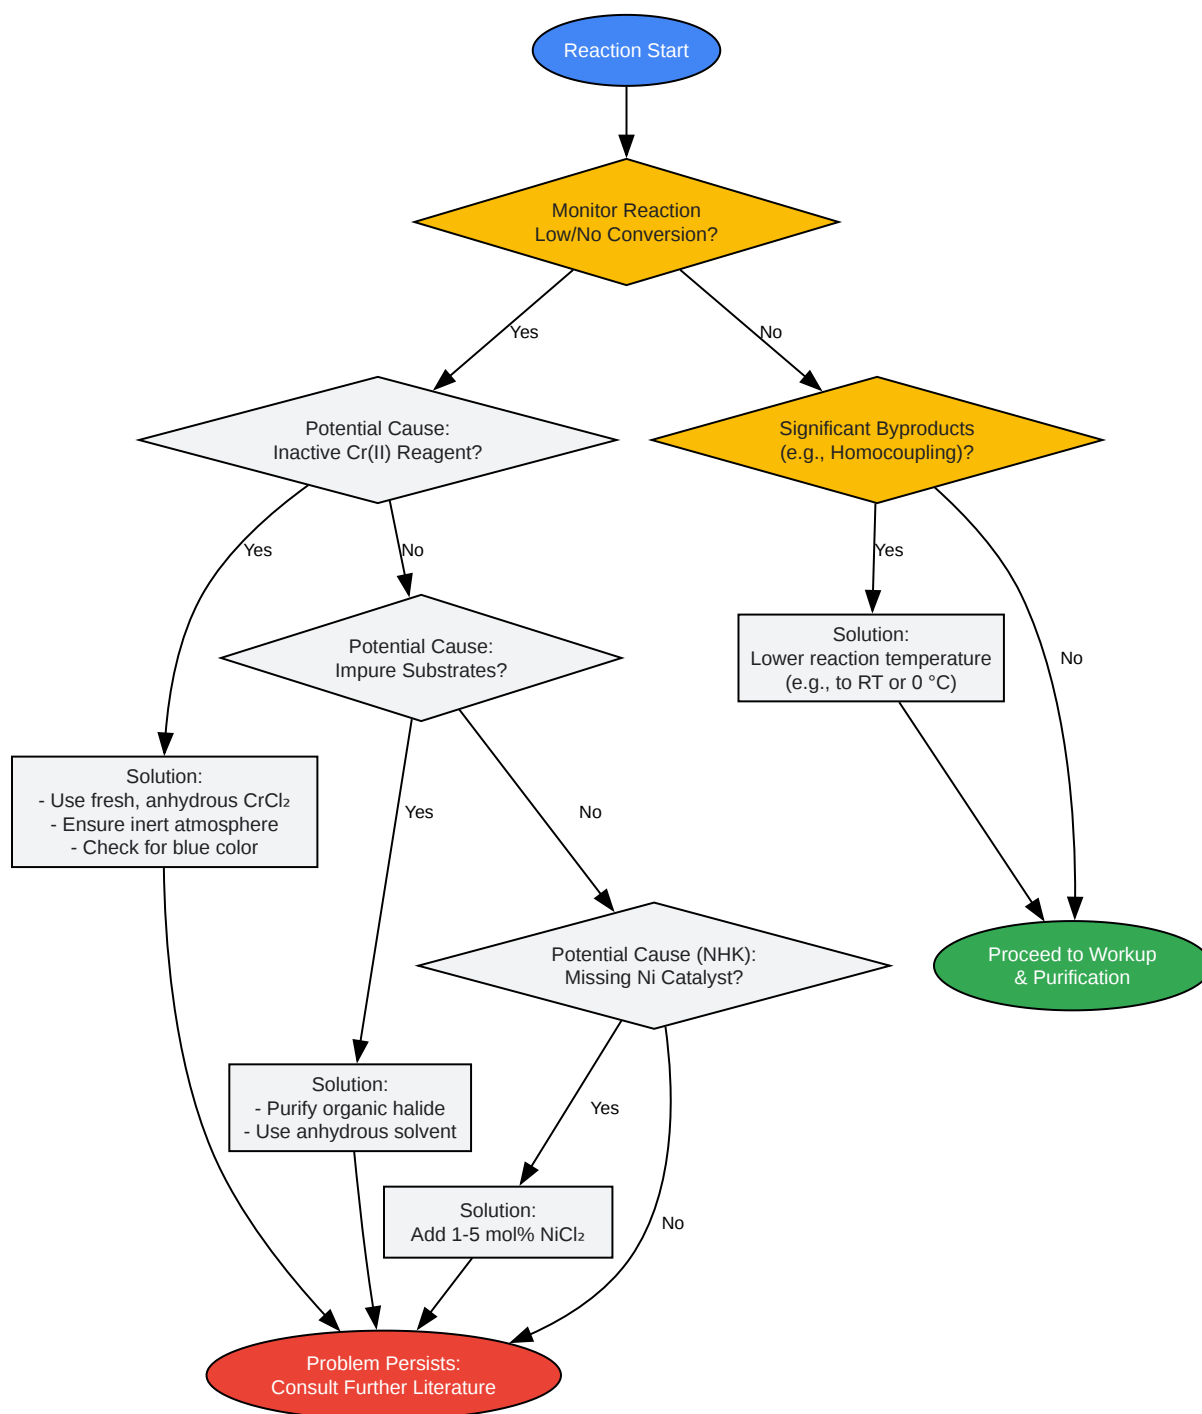 Reaction Start
Monitor Reaction
Low/No Conversion?
Yes
No
Potential Cause:
Inactive Cr(II) Reagent?
Significant Byproducts
(e.g., Homocoupling)?
Yes
No
Yes
No
Potential Cause:
Impure Substrates?
Solution:
Lower reaction temperature
(e.g., to RT or 0 °C)
Solution:
- Use fresh, anhydrous CrCl₂
- Ensure inert atmosphere
- Check for blue color
Yes
No
Potential Cause (NHK):
Missing Ni Catalyst?
Proceed to Workup
& Purification
Solution:
- Purify organic halide
- Use anhydrous solvent
Yes
No
Solution:
Add 1-5 mol% NiCl₂
Problem Persists:
Consult Further Literature